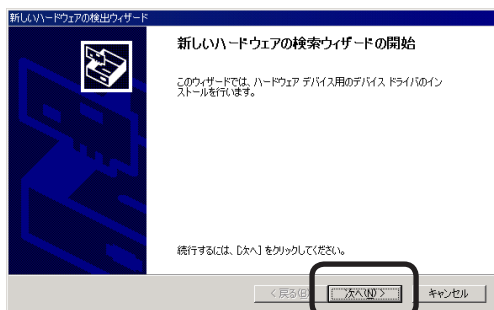 新しいハードウェアの検出ウィザード
新しいハードウェアの検索ウィザードの開始
このウィザードでは、ハードウェア デバイス用のデバイス ドライバのイン
ストールを行います。
続行するには、[次へ] をクリックしてください。
< 戻る(B)
次へ(N) >
キャンセル